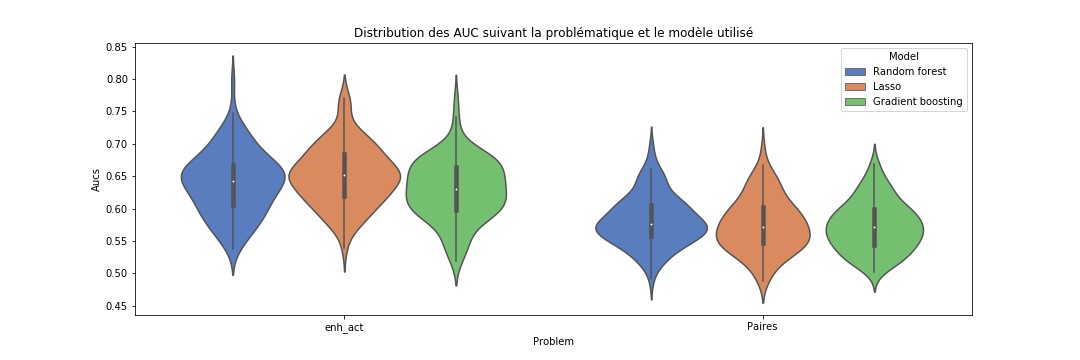 Distribution des AUC suivant la problématique et le modèle utilisé
Model
Random forest
Lasso
Gradient boosting
Aucs
0.85
0.80
0.75
0.70
0.65
0.60
0.55
0.50
0.45
enh_act
Paires
Problem